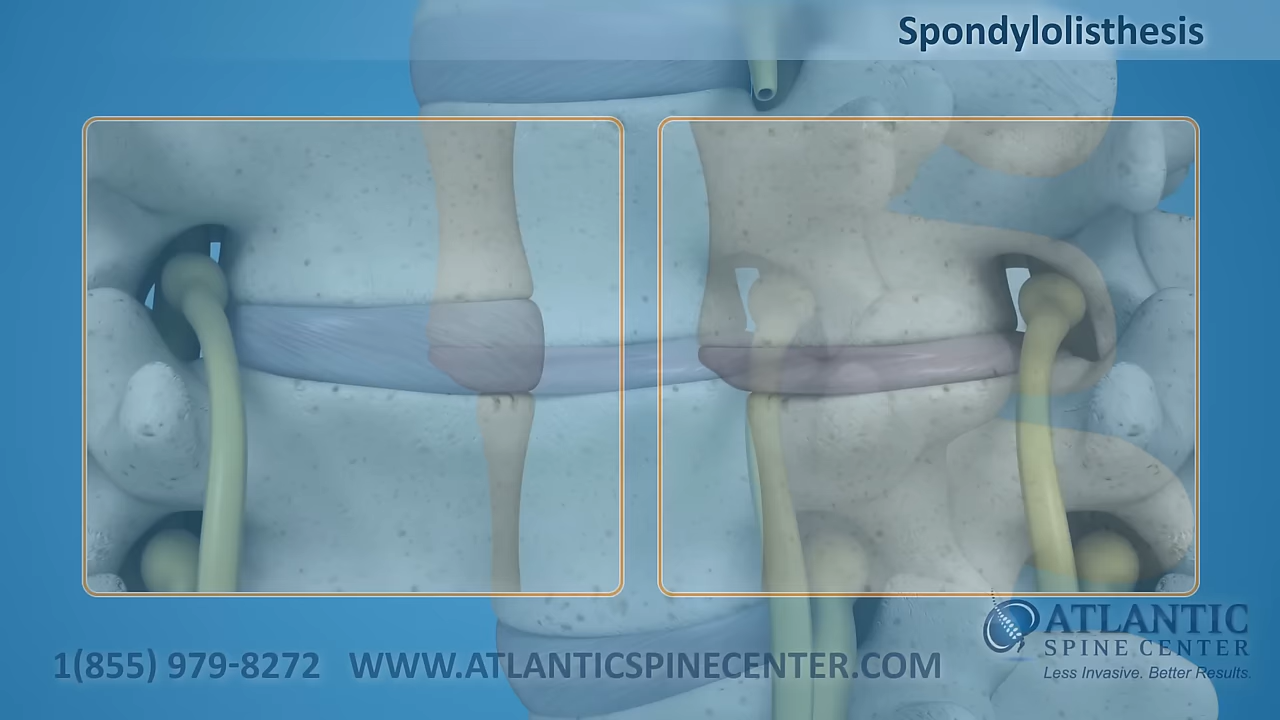 Spondylolisthesis
ATLANTIC
SPINE CENTER
Less Invasive. Better Results.
1(855) 979-8272 WWW.ATLANTICSPINECENTER.COM